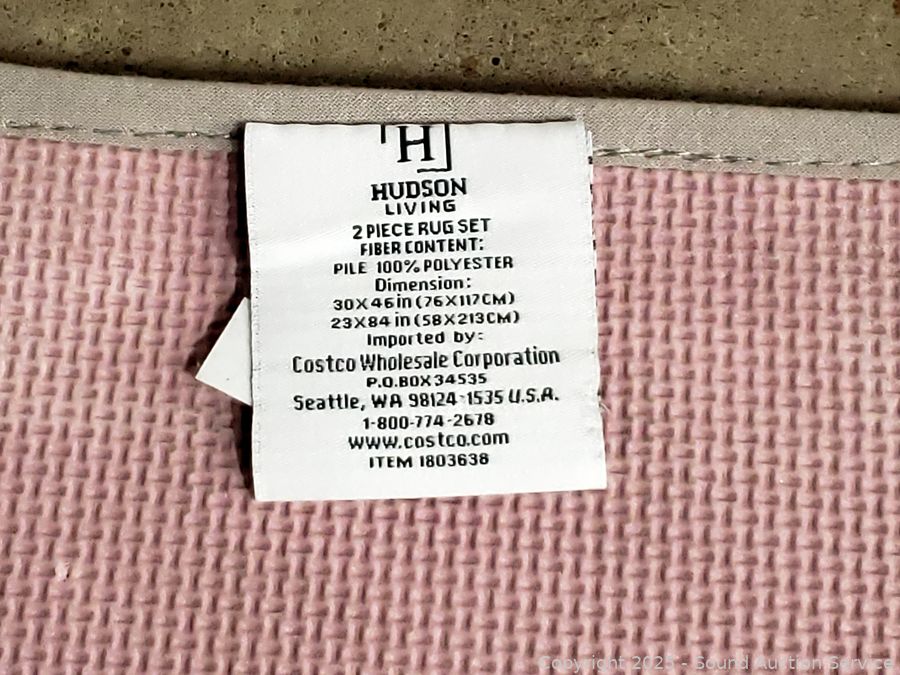 H
HUDSON
LIVING
2 PIECE RUG SET
FIBER CONTENT:
PILE 100% POLYESTER
Dimension:
30X46in (76X117CM)
23X84 in (58X213CM)
Imported by:
Costco Wholesale Corporation
P.O.BOX 34535
Seattle, WA 98124-1535 U.S.A.
1-800-774-2678
www.costco.com
ITEM 1803638
Copyright 2025 - Sound Auction Service